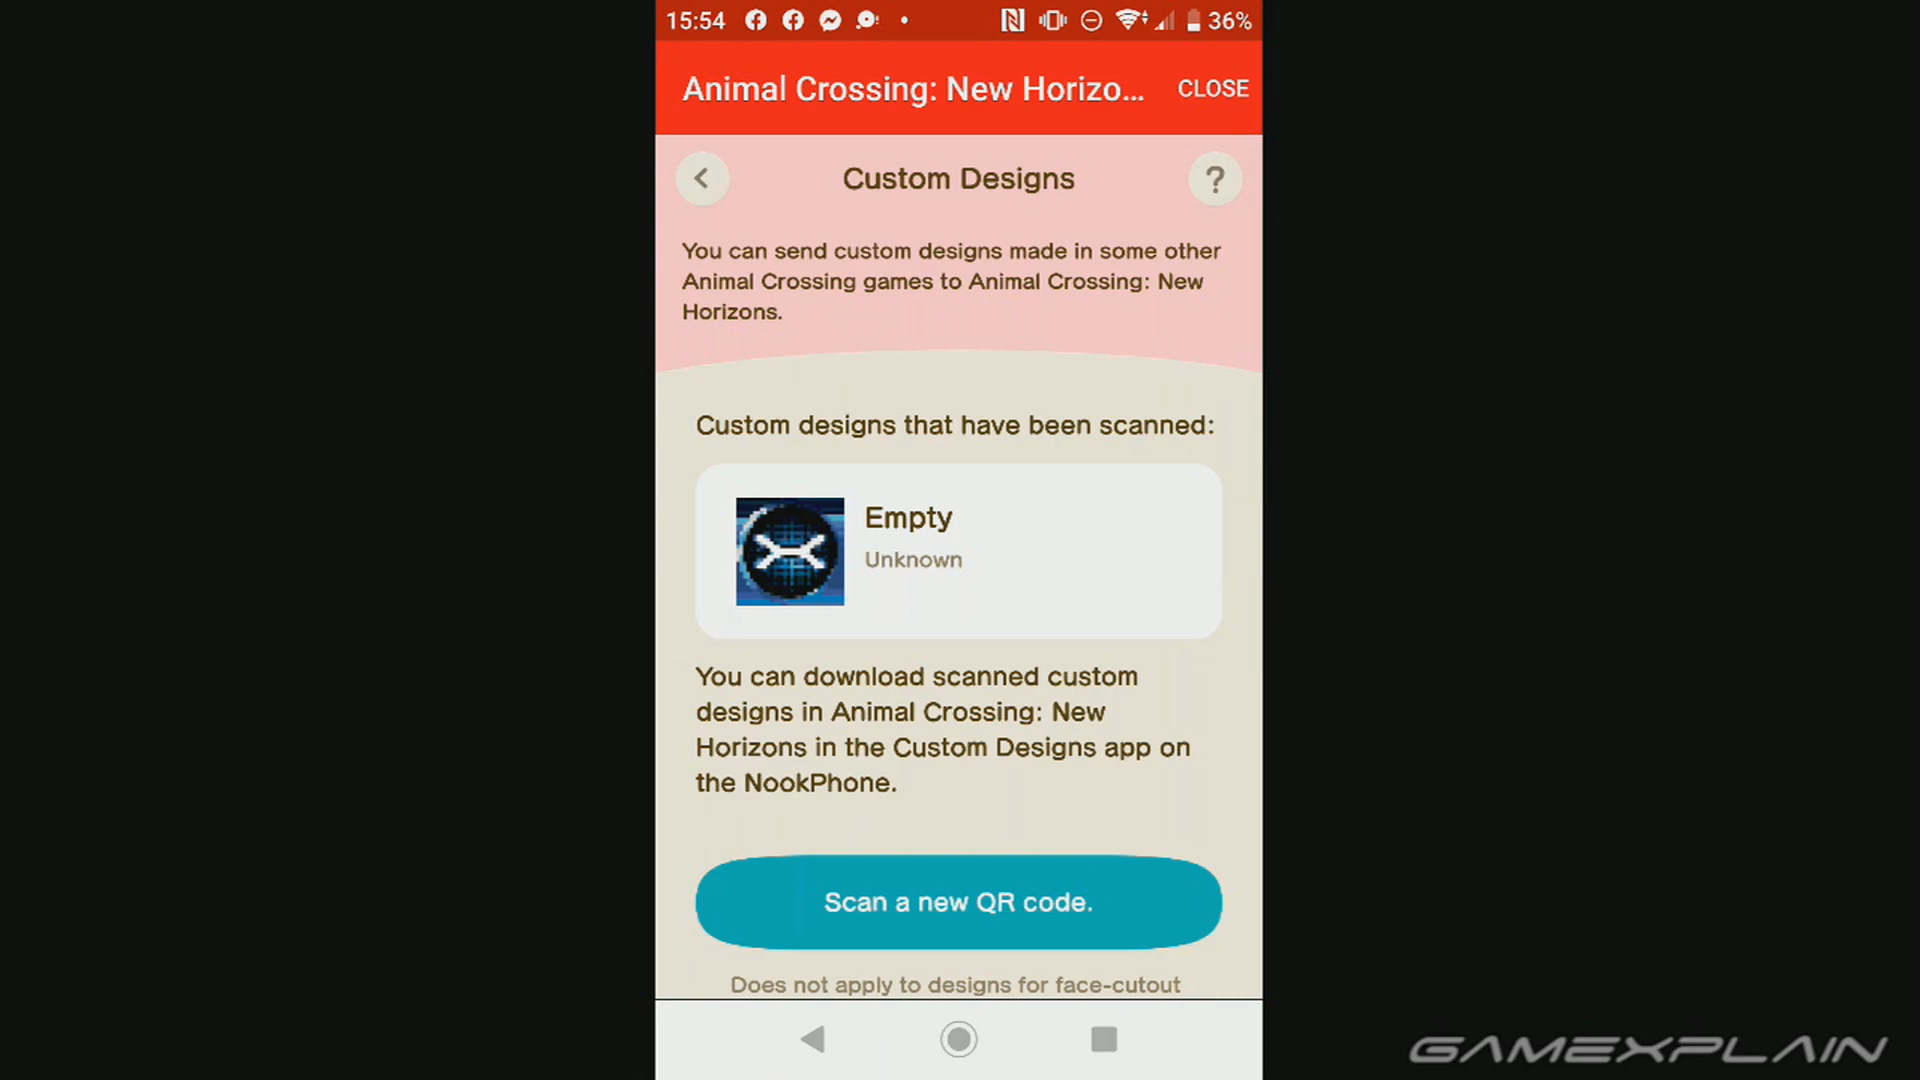 15:54
36%
Animal Crossing: New Horizo... CLOSE
Custom Designs
?
You can send custom designs made in some other
Animal Crossing games to Animal Crossing: New
Horizons.
Custom designs that have been scanned:
Empty
Unknown
You can download scanned custom
designs in Animal Crossing: New
Horizons in the Custom Designs app on
the NookPhone.
Scan a new QR code.
Does not apply to designs for face-cutout
GAMEXPLAIN